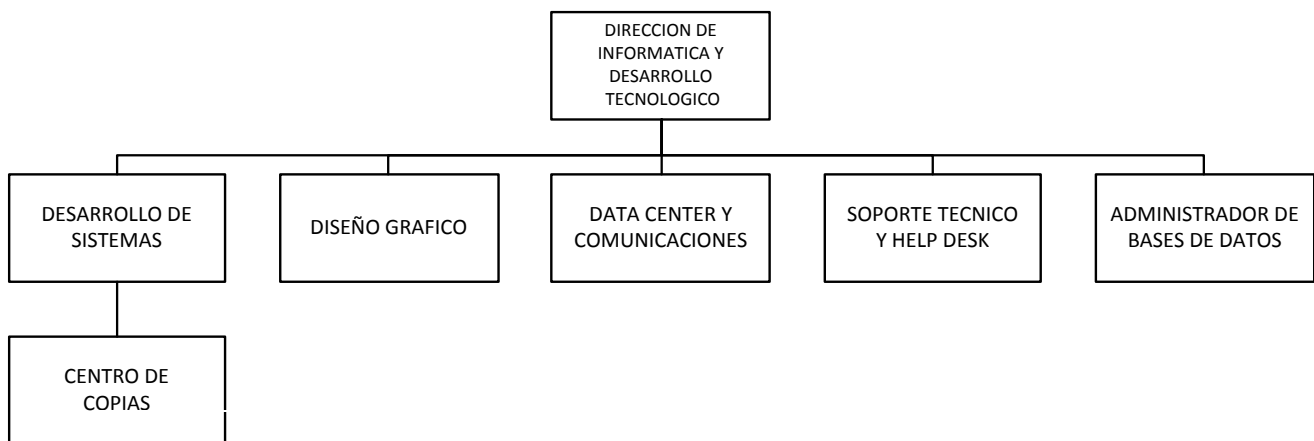 DIRECCION DE
INFORMATICA Y
DESARROLLO
TECNOLOGICO
DESARROLLO DE
SISTEMAS
DISEÑO GRAFICO
DATA CENTER Y
COMUNICACIONES
SOPORTE TECNICO
Y HELP DESK
ADMINISTRADOR DE
BASES DE DATOS
CENTRO DE
COPIAS